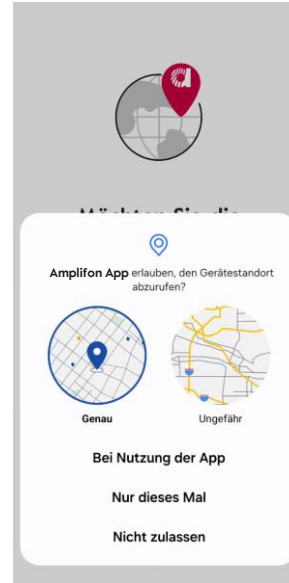 Amplifon App erlauben, den Gerätestandort
abzurufen?
Genau
Ungefähr
Bei Nutzung der App
Nur dieses Mal
Nicht zulassen